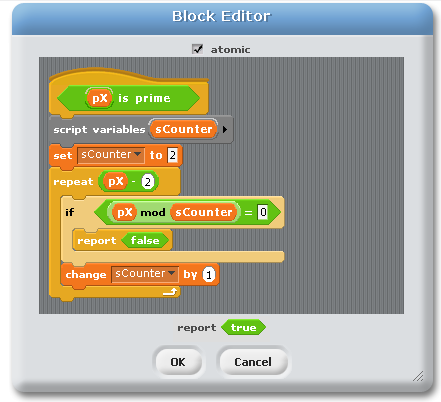 Block Editor
atomic
pX is prime
script variables sCounter
set sCounter to 2
repeat pX - 2
if pX mod sCounter = 0
report false
change sCounter by 1
report true
OK Cancel